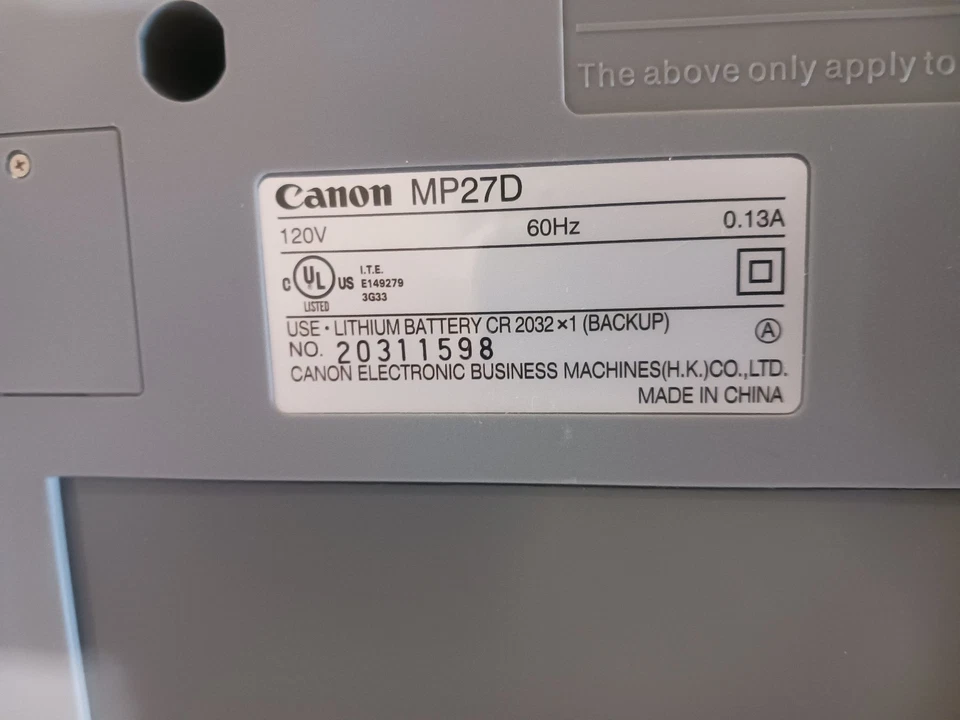 The above only apply to
Canon MP27D
120V 60Hz 0.13A
C UL US LISTED
I.T.E.
E149279
3G33
USE・LITHIUM BATTERY CR 2032 ×1 (BACKUP)
NO. 20311598 A
CANON ELECTRONIC BUSINESS MACHINES(H.K.)CO.,LTD.
MADE IN CHINA